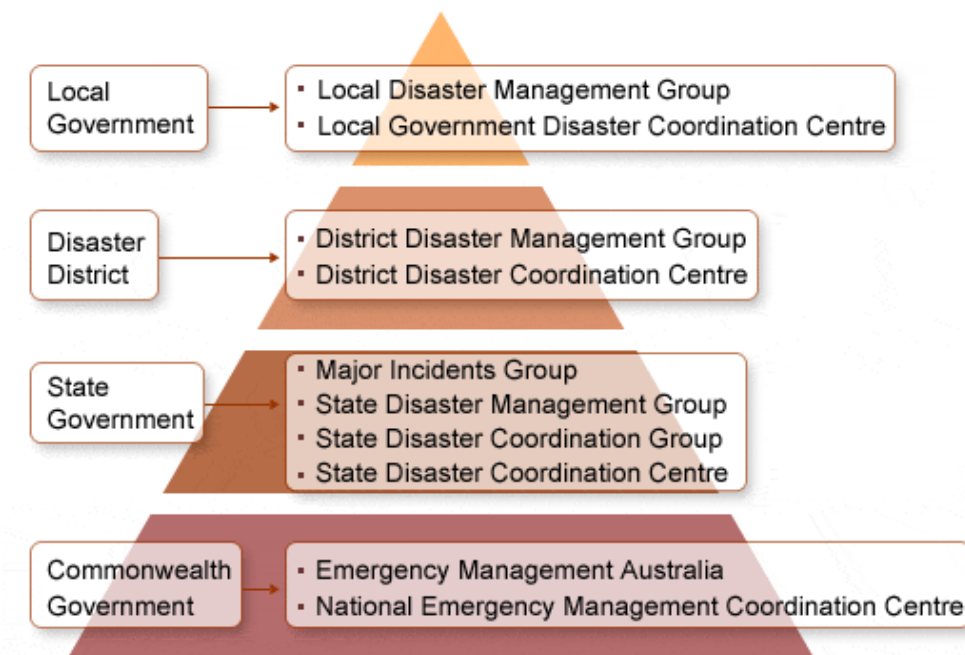 Local
Government
▪ Local Disaster Management Group
▪ Local Government Disaster Coordination Centre
Disaster
District
▪ District Disaster Management Group
▪ District Disaster Coordination Centre
State
Government
▪ Major Incidents Group
▪ State Disaster Management Group
▪ State Disaster Coordination Group
▪ State Disaster Coordination Centre
Commonwealth
Government
▪ Emergency Management Australia
▪ National Emergency Management Coordination Centre